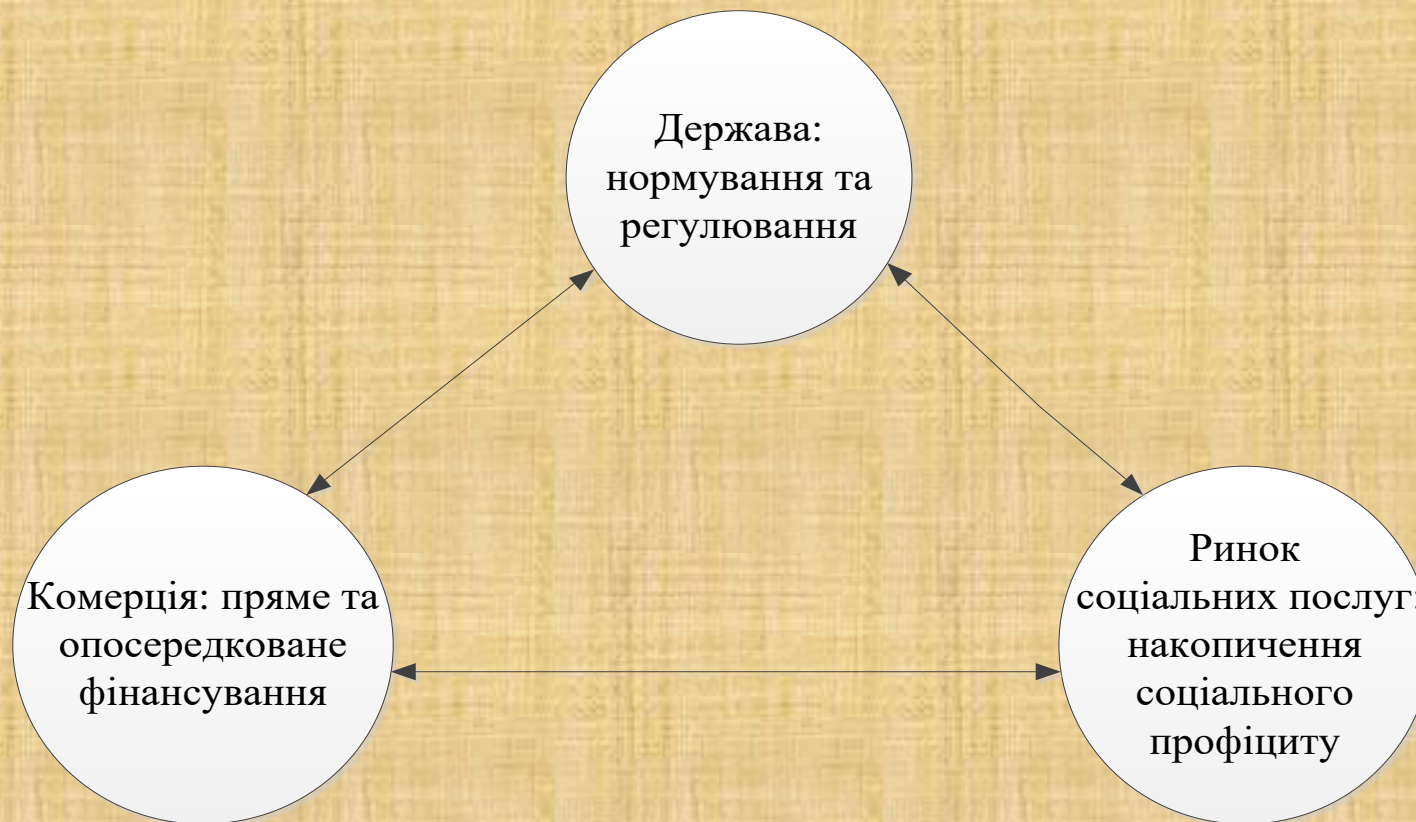 Держава:
нормування та
регулювання
Комерція: пряме та
опосередковане
фінансування
Ринок
соціальних послуг:
накопичення
соціального
профіциту